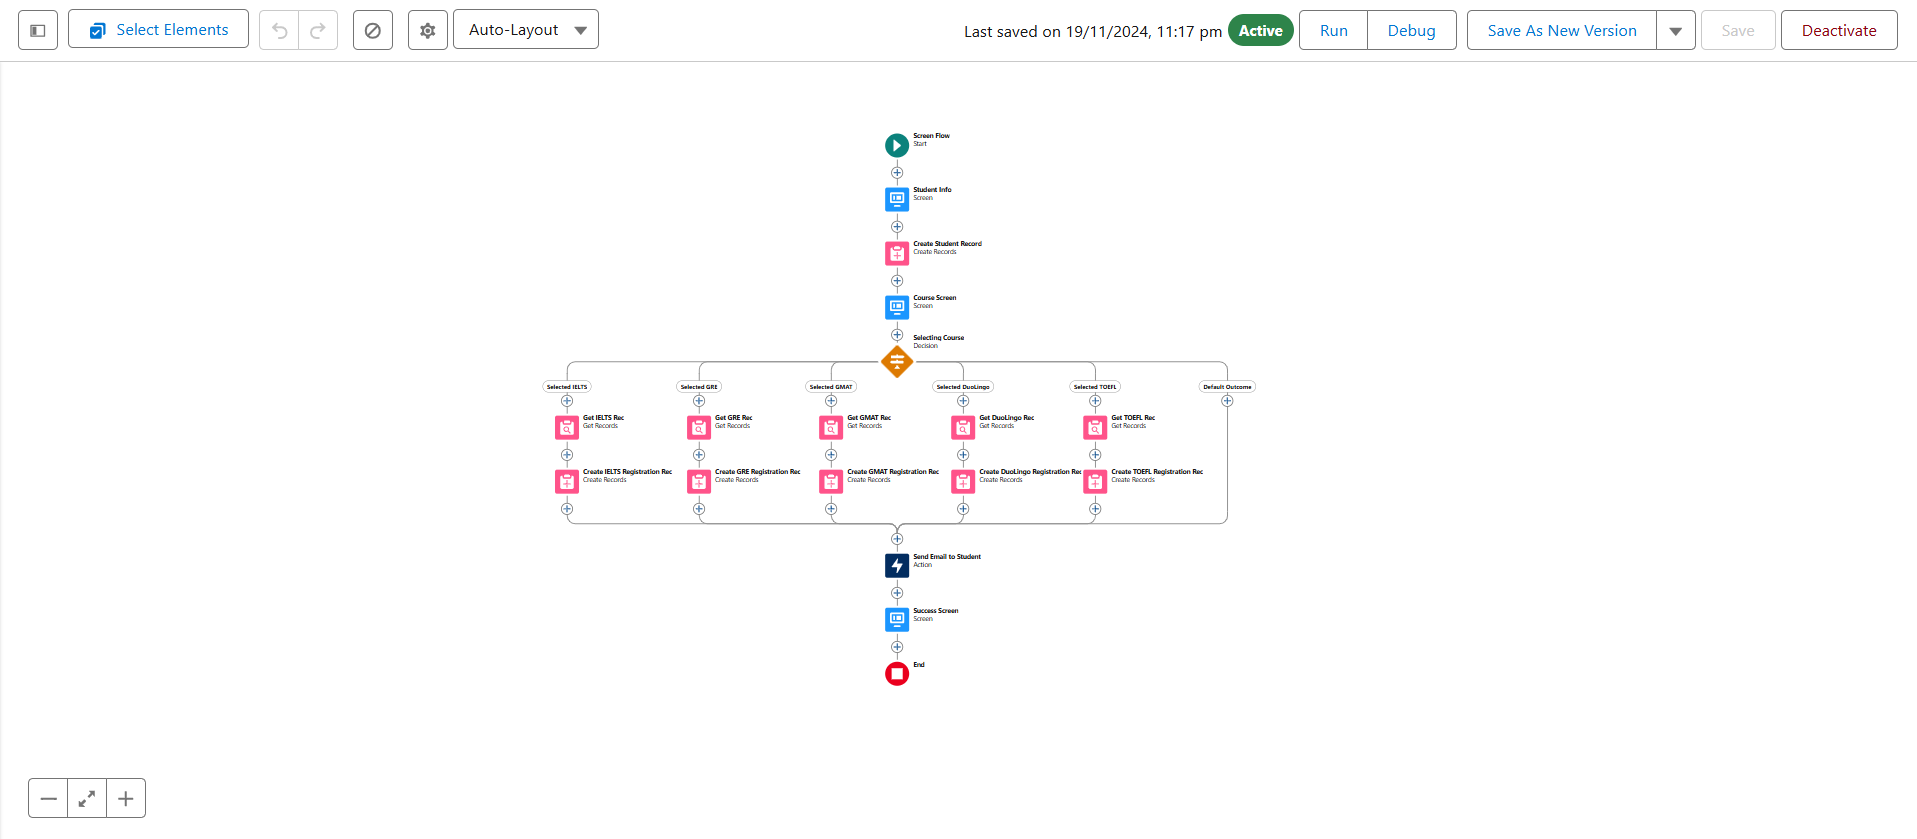 Select Elements
Auto-Layout
Last saved on 19/11/2024, 11:17 pm
Active
Run
Debug
Save As New Version
Save
Deactivate
Screen Flow
Start
Student Info
Screen
Create Student Record
Create Records
Course Screen
Screen
Selecting Course
Decision
Selected IELTS
Selected GRE
Selected GMAT
Selected DuoLingo
Selected TOEFL
Default Outcome
Get IELTS Rec
Get Records
Get GRE Rec
Get Records
Get GMAT Rec
Get Records
Get DuoLingo Rec
Get Records
Get TOEFL Rec
Get Records
Create IELTS Registration Rec
Create Records
Create GRE Registration Rec
Create Records
Create GMAT Registration Rec
Create Records
Create DuoLingo Registration Rec
Create Records
Create TOEFL Registration Rec
Create Records
Send Email to Student
Action
Success Screen
Screen
End